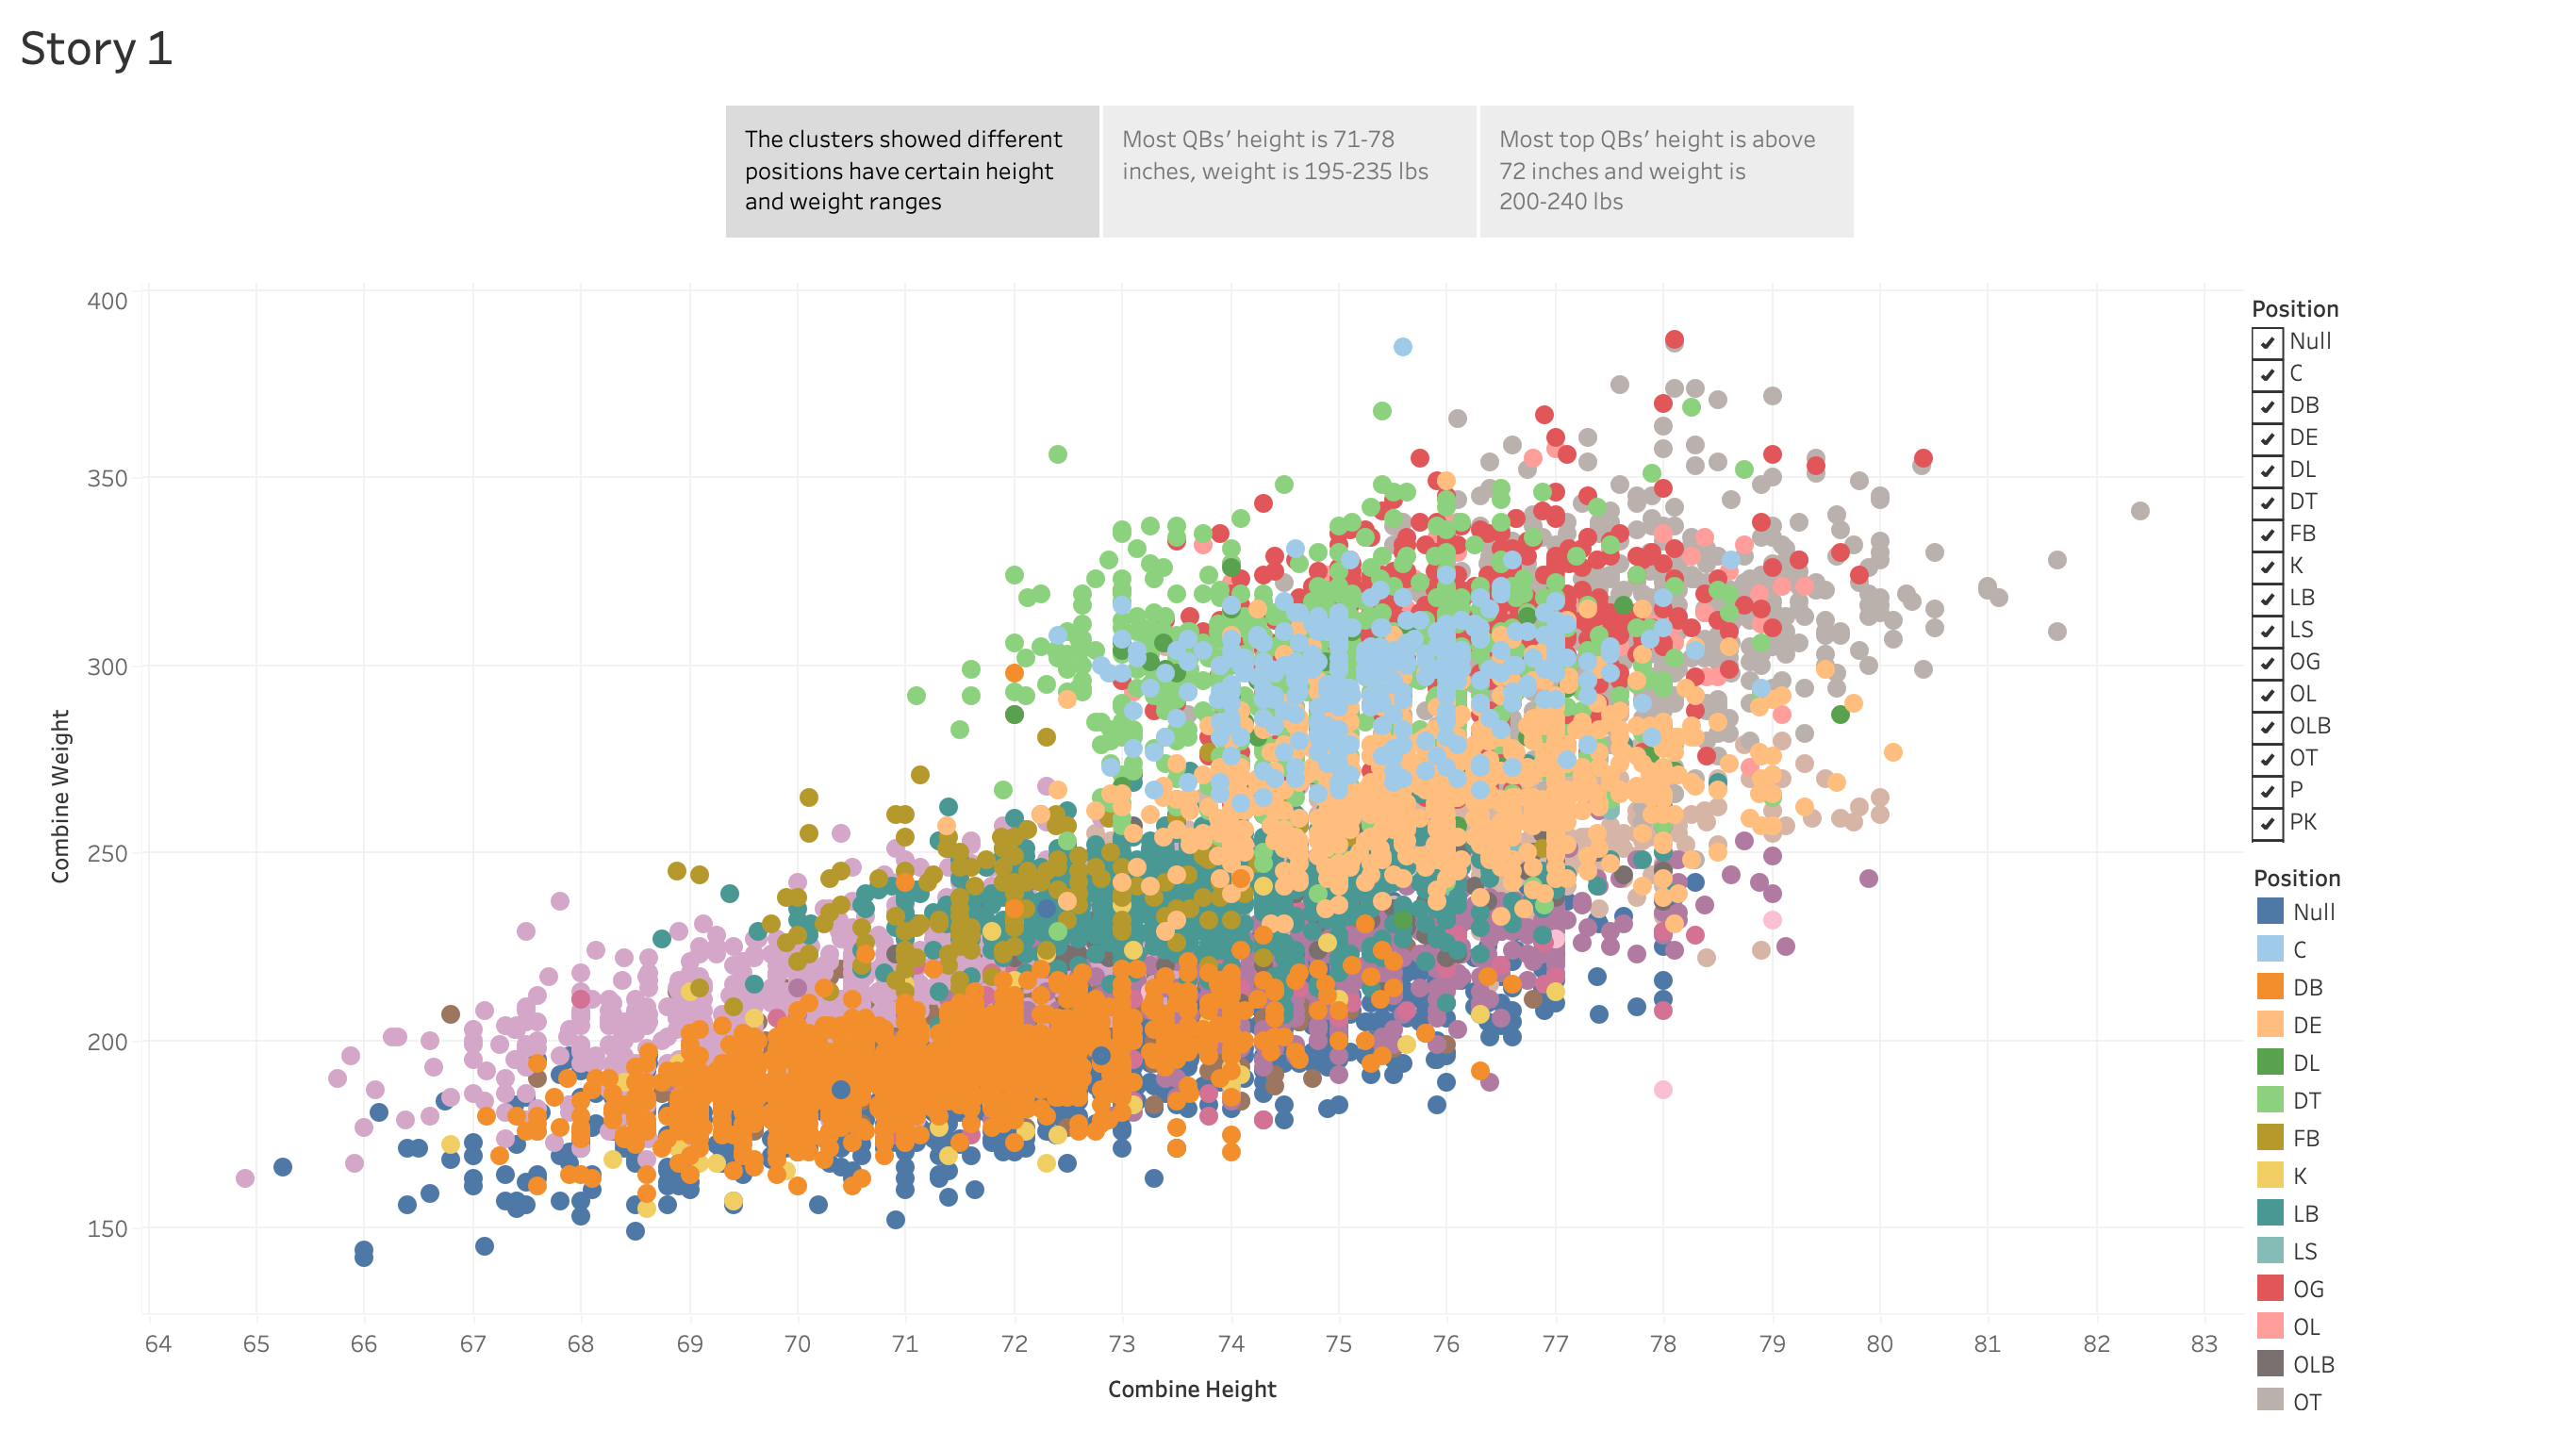 Story 1
The clusters showed different
positions have certain height
and weight ranges
Most QBs' height is 71-78
inches, weight is 195-235 lbs
Most top QBs' height is above
72 inches and weight is
200-240 lbs
400
350
300
250
200
150
Combine Weight
64 65 66 67 68 69 70 71 72 73 74 75 76 77 78 79 80 81 82 83
Combine Height
Position
Null
C
DB
DE
DL
DT
FB
K
LB
LS
OG
OL
OLB
OT
P
PK
Position
Null
C
DB
DE
DL
DT
FB
K
LB
LS
OG
OL
OLB
OT